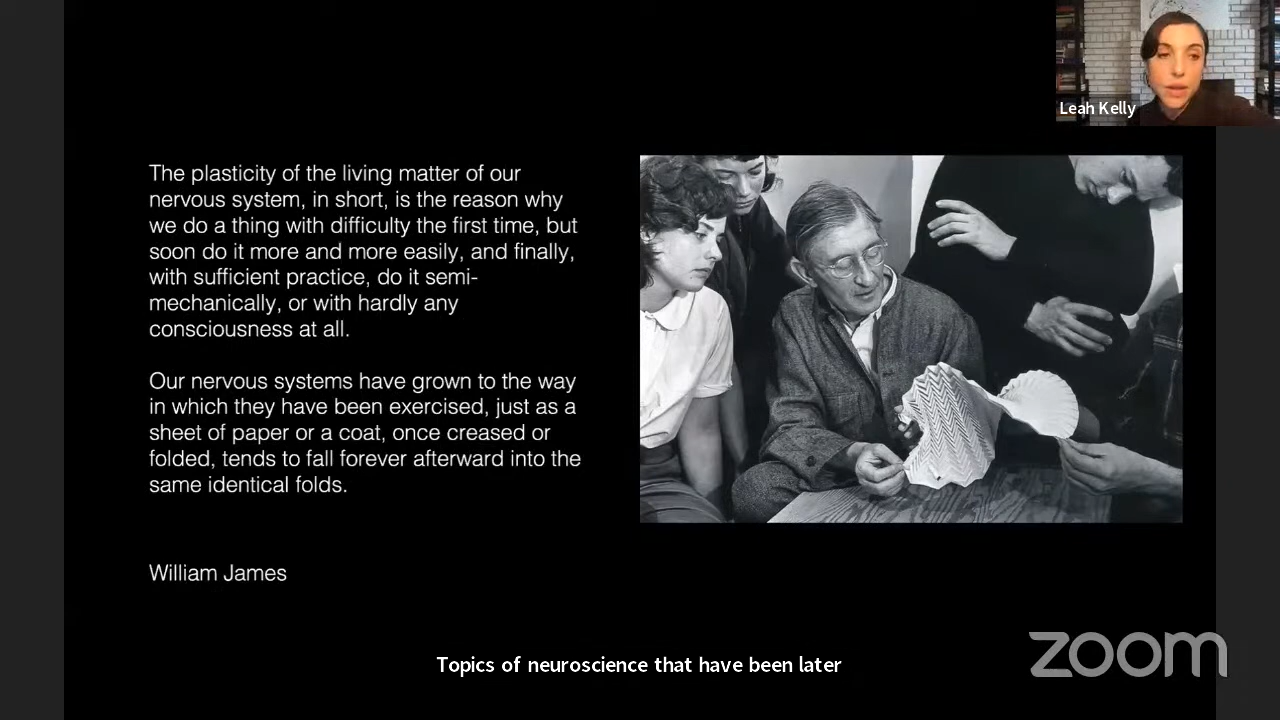 Leah Kelly
The plasticity of the living matter of our
nervous system, in short, is the reason why
we do a thing with difficulty the first time, but
soon do it more and more easily, and finally,
with sufficient practice, do it semi-
mechanically, or with hardly any
consciousness at all.
Our nervous systems have grown to the way
in which they have been exercised, just as a
sheet of paper or a coat, once creased or
folded, tends to fall forever afterward into the
same identical folds.
William James
zoom
Topics of neuroscience that have been later